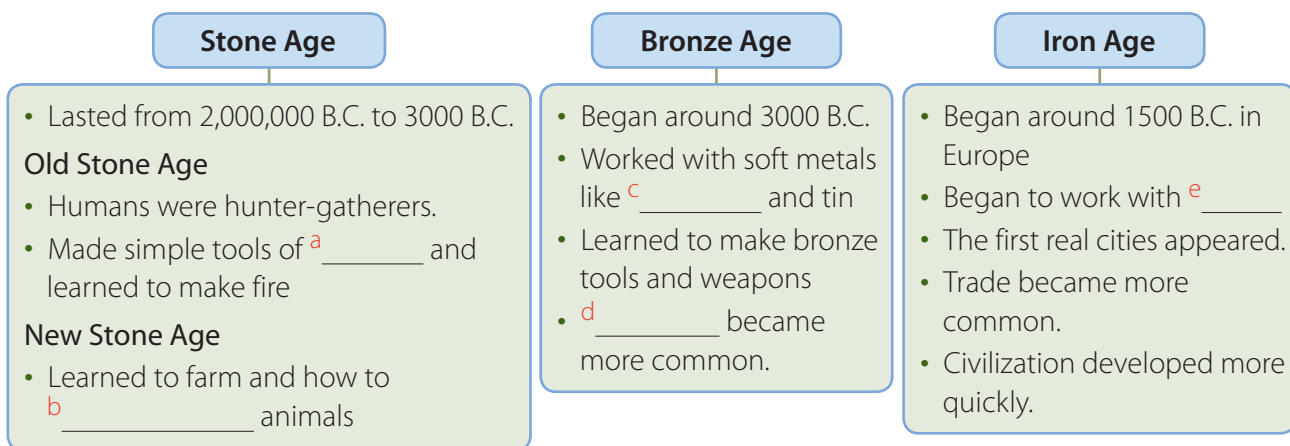 Stone Age
• Lasted from 2,000,000 B.C. to 3000 B.C.
Old Stone Age
• Humans were hunter-gatherers.
• Made simple tools of a________ and
learned to make fire
New Stone Age
• Learned to farm and how to
b_______________ animals
Bronze Age
• Began around 3000 B.C.
• Worked with soft metals
like c__________ and tin
• Learned to make bronze
tools and weapons
• d__________ became
more common.
Iron Age
• Began around 1500 B.C. in
Europe
• Began to work with e______
• The first real cities appeared.
• Trade became more
common.
• Civilization developed more
quickly.